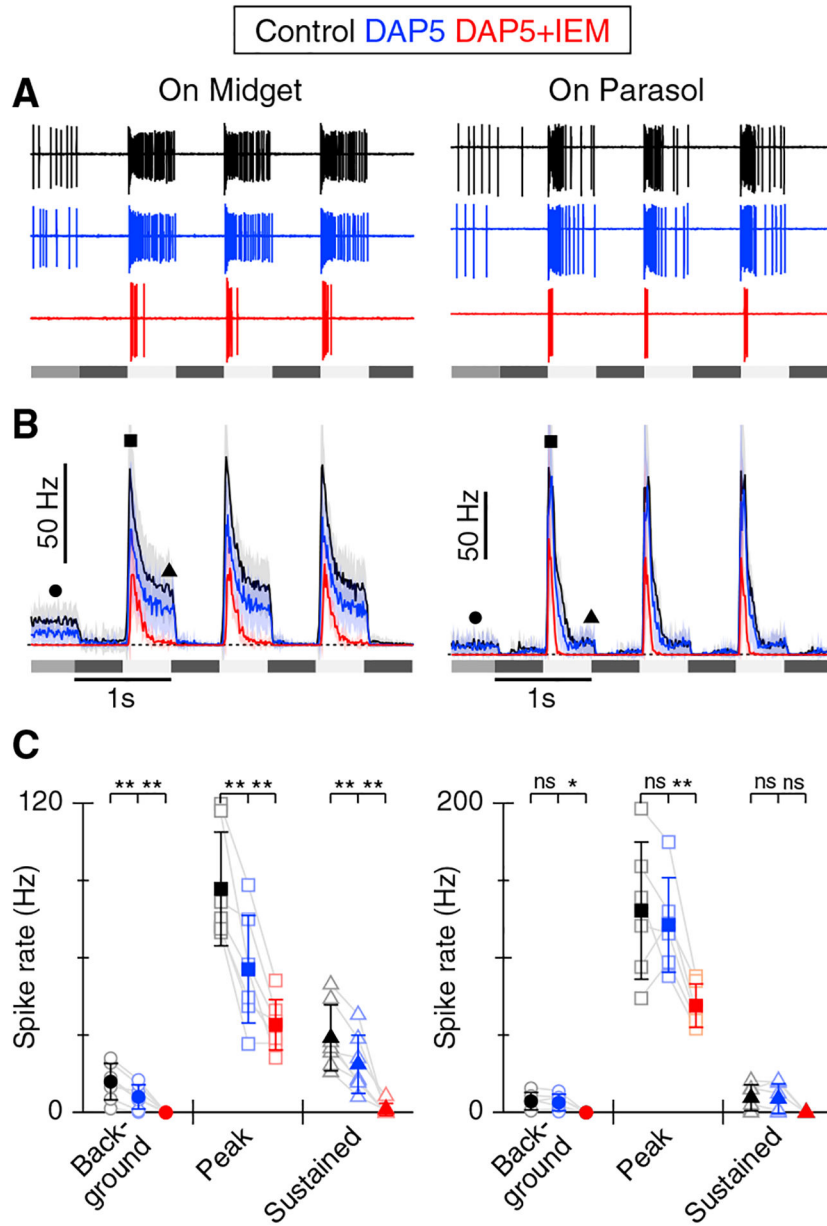 Control DAP5 DAP5+IEM
A
On Midget
On Parasol
B
50 Hz
50 Hz
1s
1s
C
** ** ** ** ** **
ns * ns ** ns ns
120
200
Spike rate (Hz)
Spike rate (Hz)
0
0
Back-
ground
Peak
Sustained
Back-
ground
Peak
Sustained